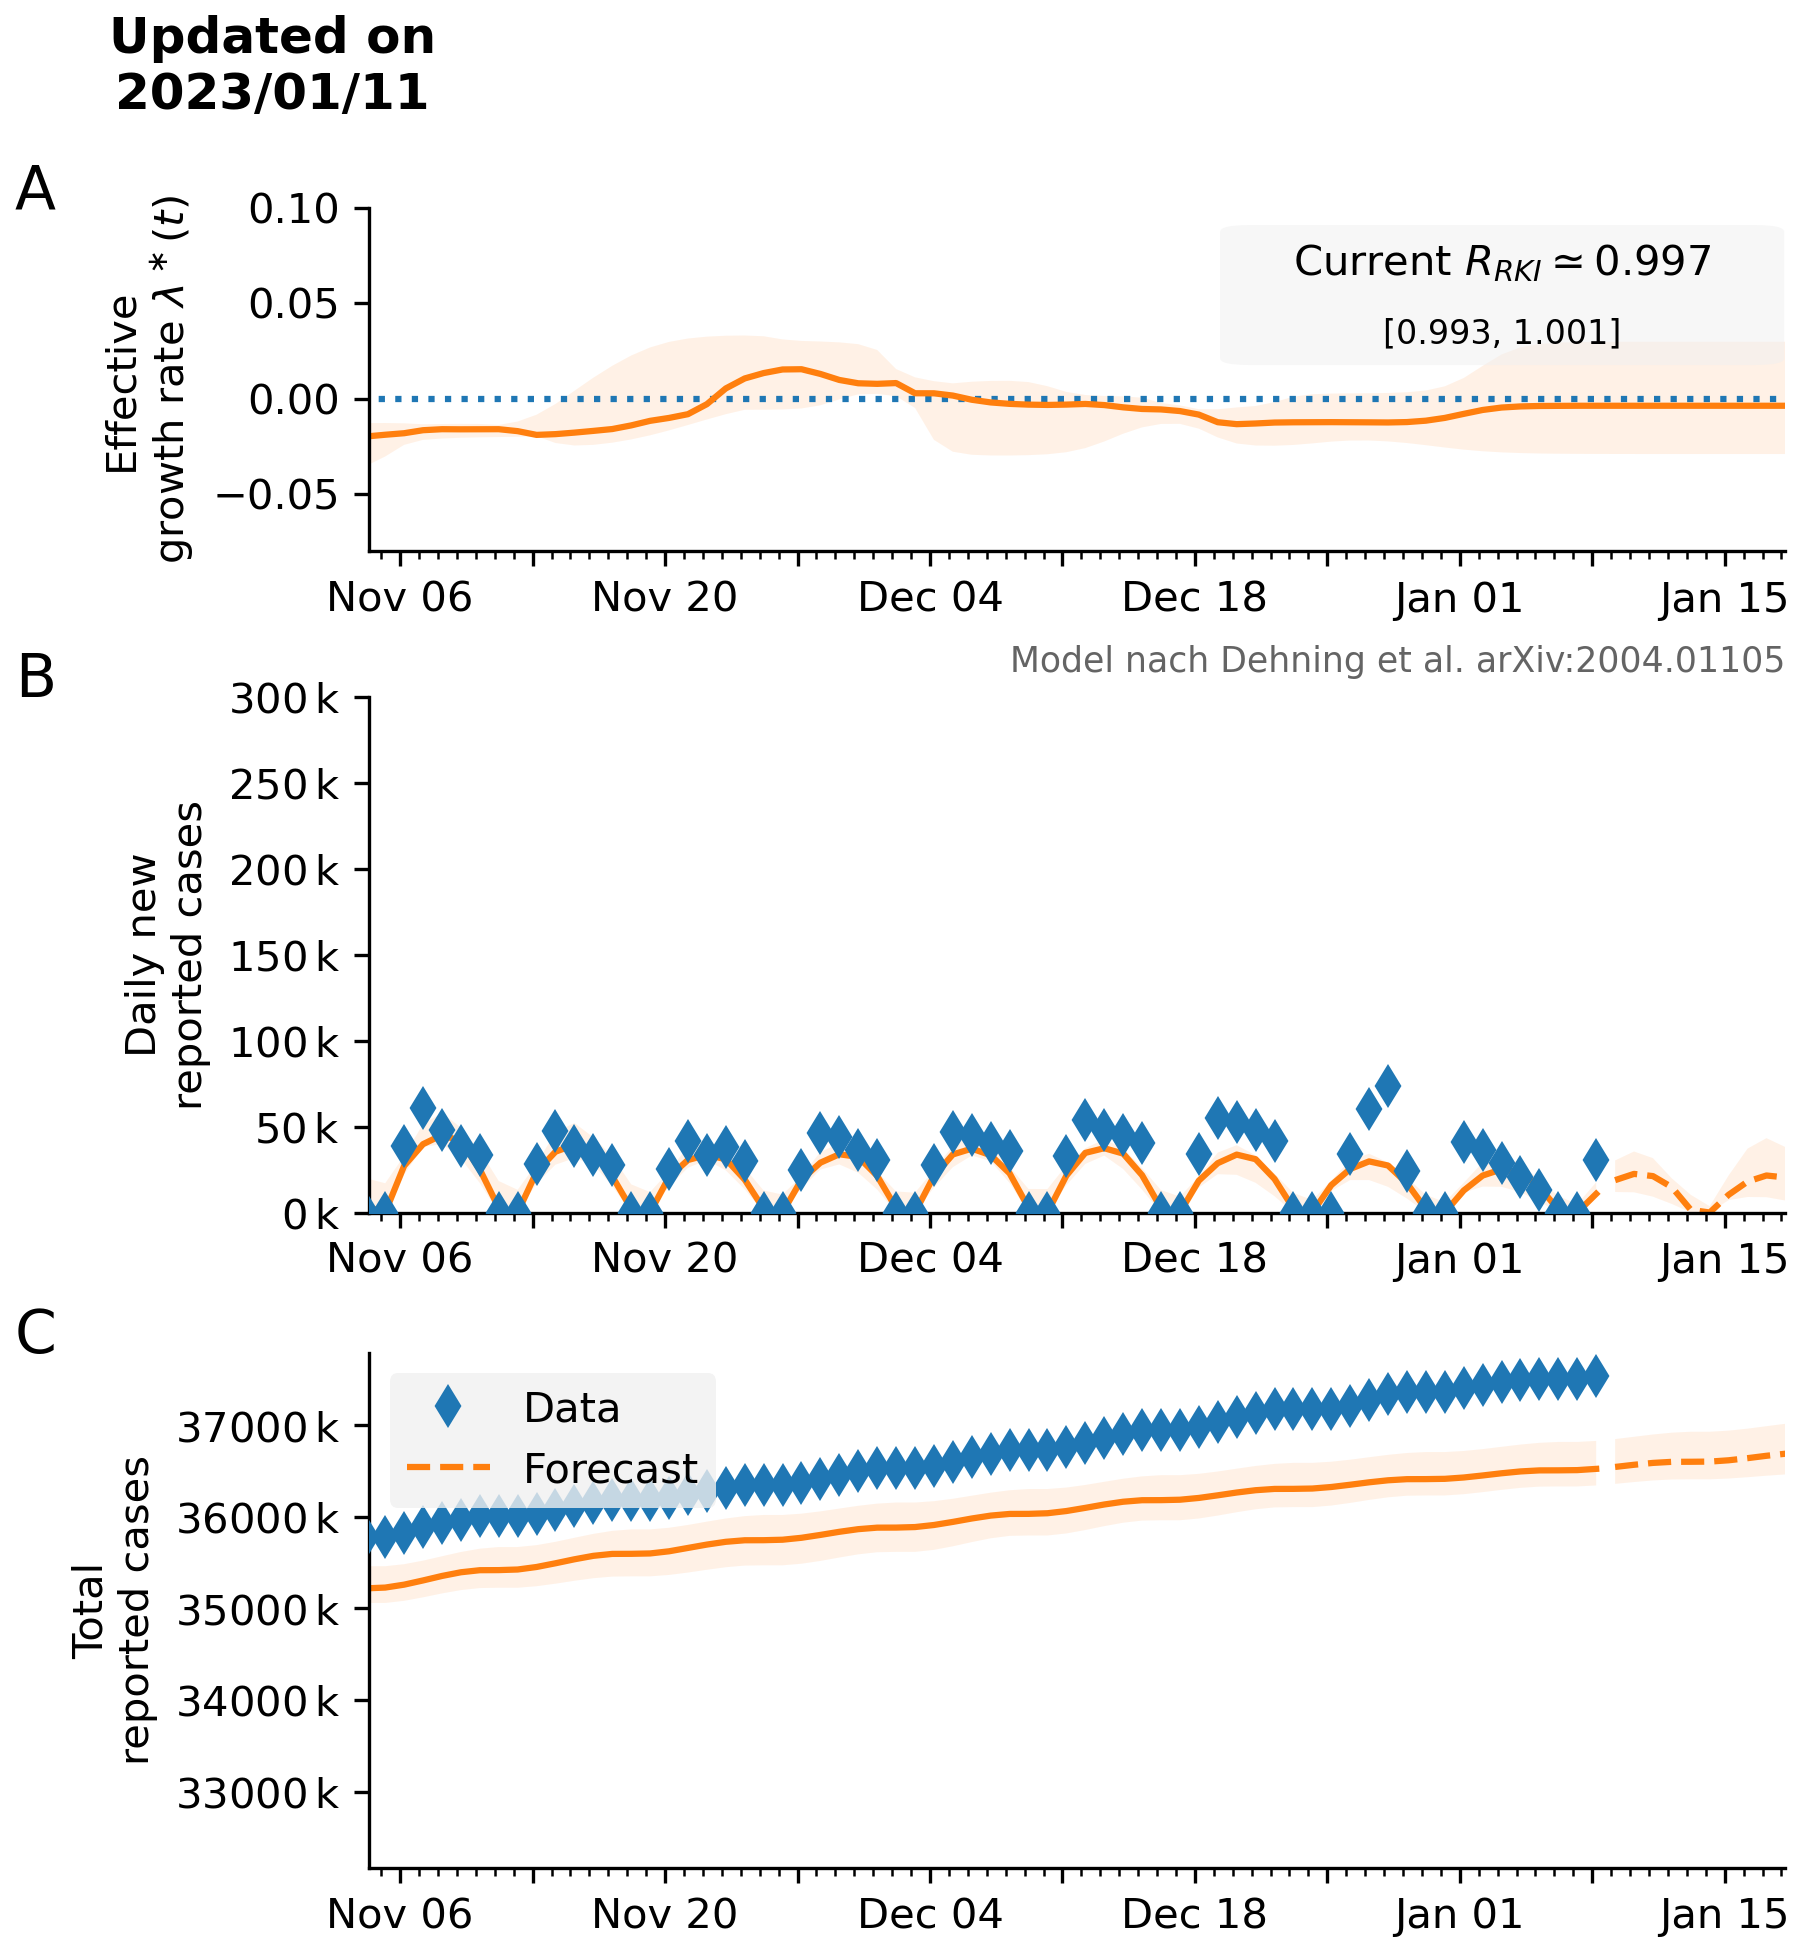 Updated on
2023/01/11
A
Effective
growth rate λ * (t)
0.10
0.05
0.00
−0.05
Current R_RKI ≃ 0.997
[0.993, 1.001]
Nov 06 Nov 20 Dec 04 Dec 18 Jan 01 Jan 15
Model nach Dehning et al. arXiv:2004.01105
B
Daily new
reported cases
300 k
250 k
200 k
150 k
100 k
50 k
0 k
Nov 06 Nov 20 Dec 04 Dec 18 Jan 01 Jan 15
C
Total
reported cases
37000 k
36000 k
35000 k
34000 k
33000 k
Data
Forecast
Nov 06 Nov 20 Dec 04 Dec 18 Jan 01 Jan 15